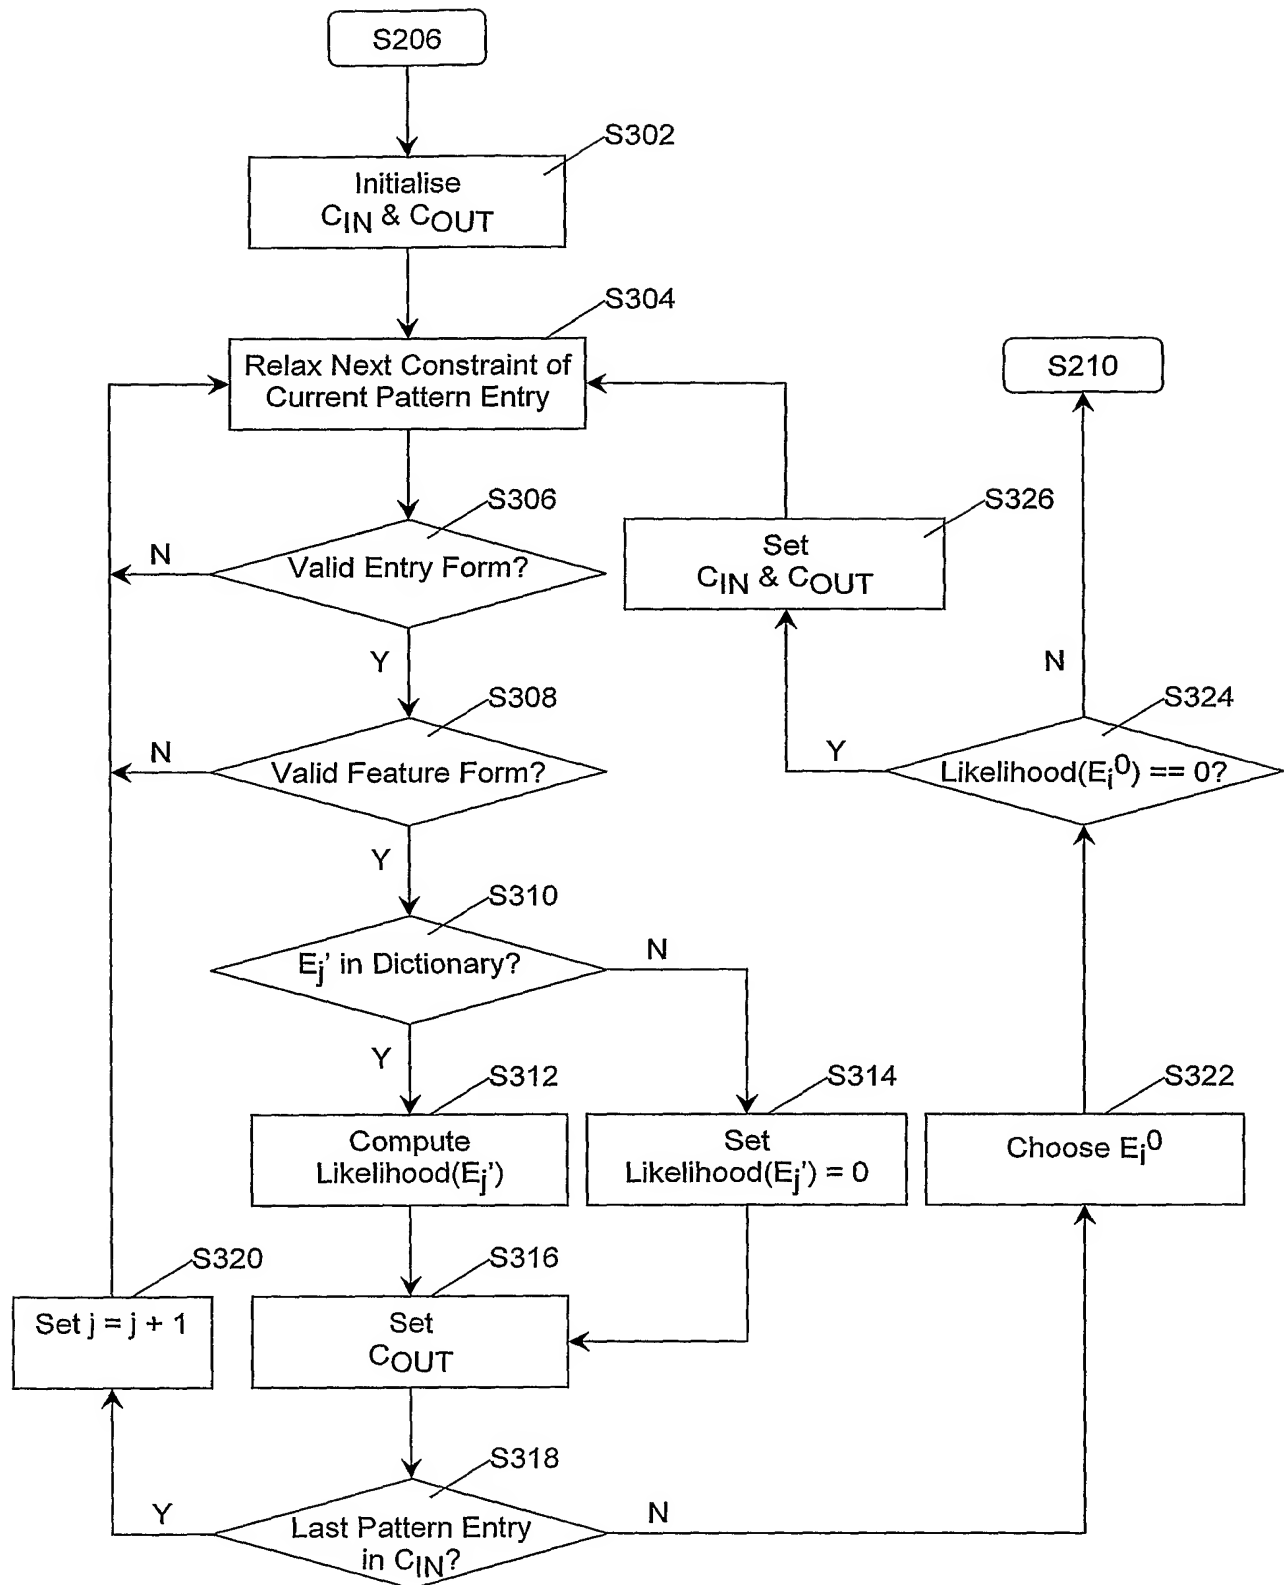 S206
S302
Initialise
CIN & COUT
S304
Relax Next Constraint of
Current Pattern Entry
S210
S306
Valid Entry Form?
N
Y
S326
Set
CIN & COUT
S308
Valid Feature Form?
N
Y
N
S324
Likelihood(Ei0) == 0?
Y
S310
Ej' in Dictionary?
N
Y
S312
Compute
Likelihood(Ej')
S314
Set
Likelihood(Ej') = 0
S322
Choose Ei0
S320
Set j = j + 1
S316
Set
COUT
S318
Last Pattern Entry
in CIN?
Y
N